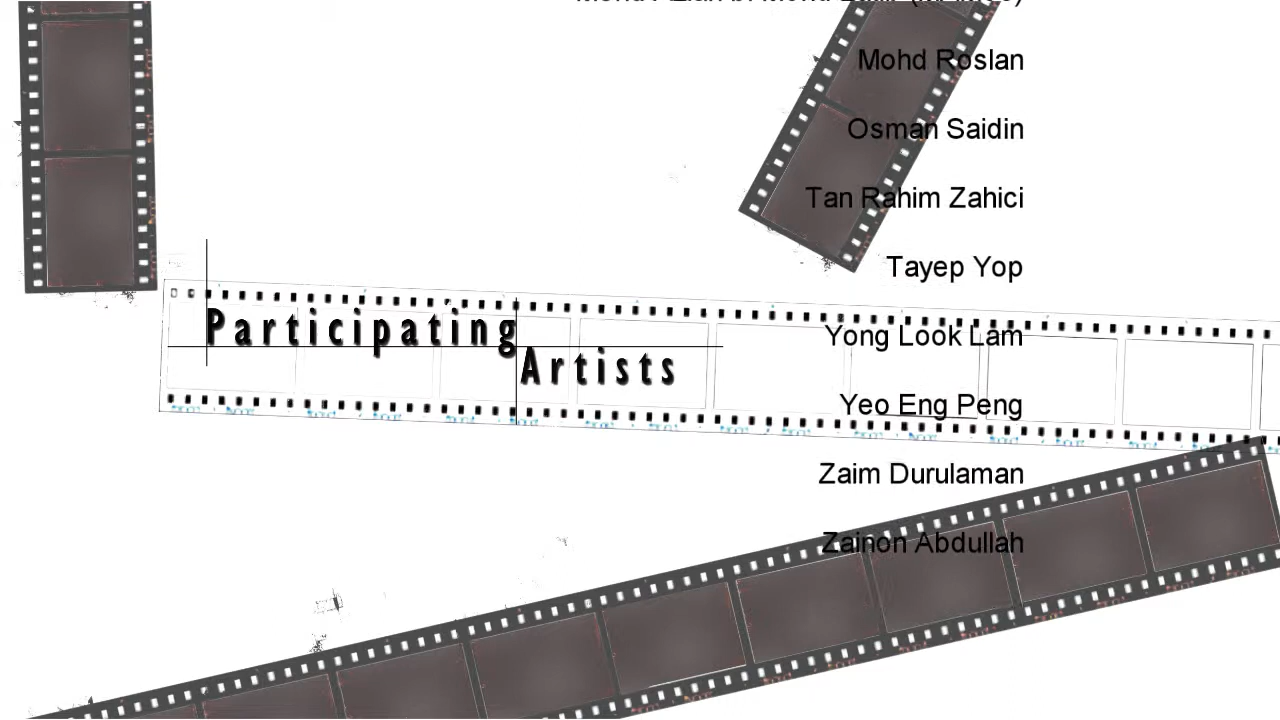 Mohd Roslan
Osman Saidin
Tan Rahim Zahici
Tayep Yop
Participating
Artists
Yong Look Lam
Yeo Eng Peng
Zaim Durulaman
Zainon Abdullah